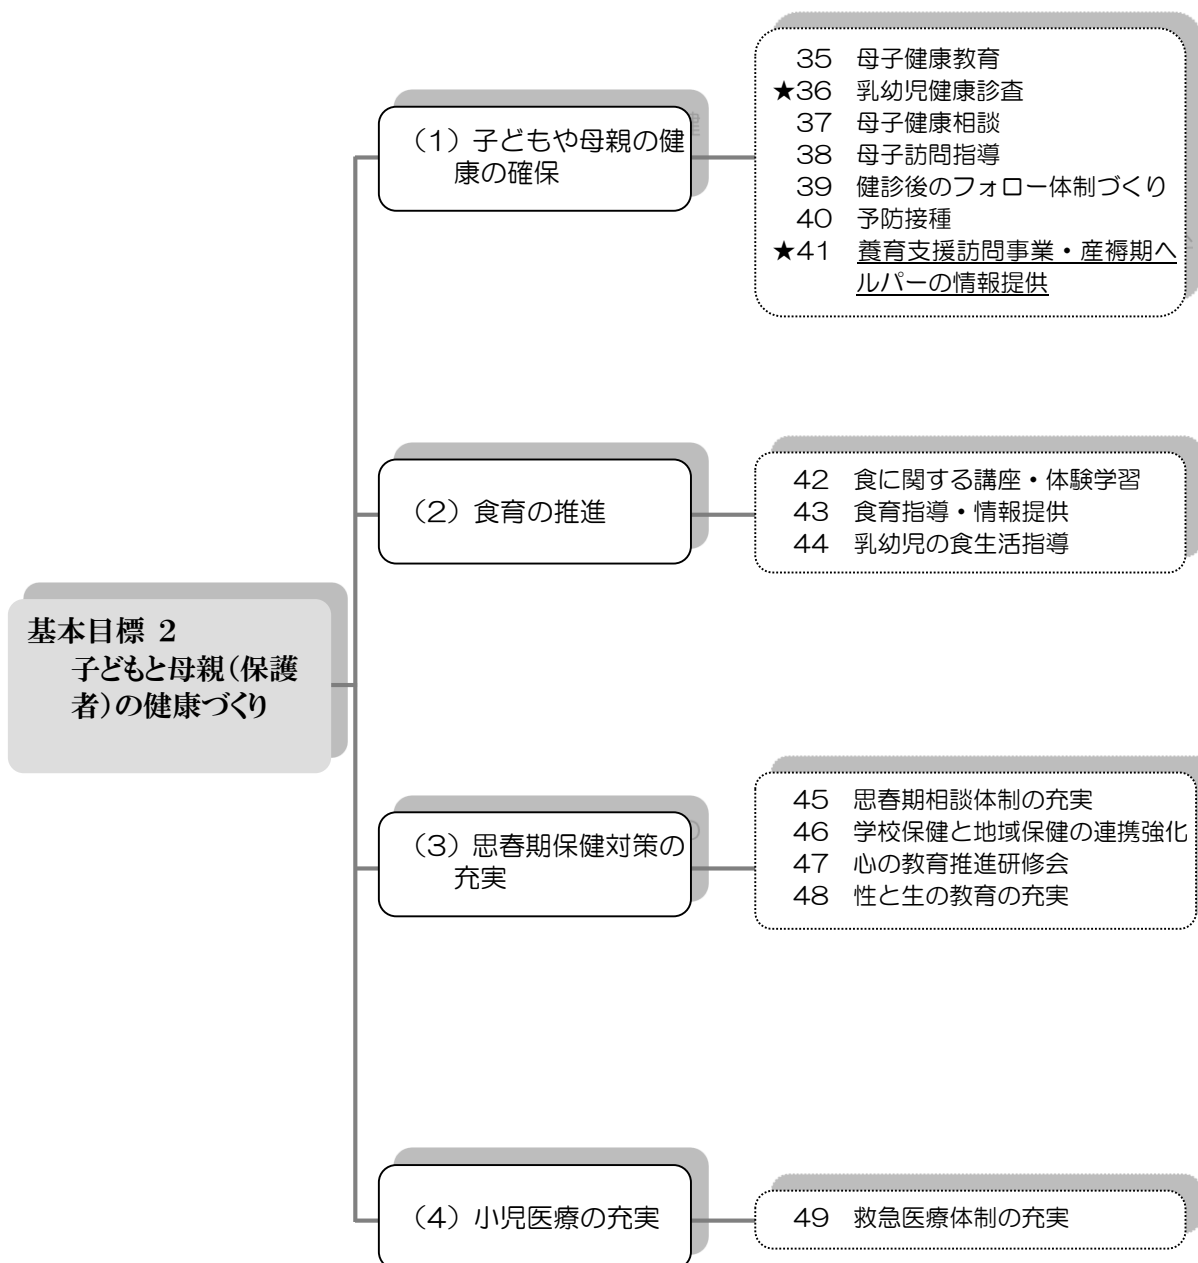 基本目標 2
子どもと母親（保護
者）の健康づくり
（1）子どもや母親の健
康の確保
35 母子健康教育
★36 乳幼児健康診査
37 母子健康相談
38 母子訪問指導
39 健診後のフォロー体制づくり
40 予防接種
★41 養育支援訪問事業・産褥期ヘ
ルパーの情報提供
（2）食育の推進
42 食に関する講座・体験学習
43 食育指導・情報提供
44 乳幼児の食生活指導
（3）思春期保健対策の
充実
45 思春期相談体制の充実
46 学校保健と地域保健の連携強化
47 心の教育推進研修会
48 性と生の教育の充実
（4）小児医療の充実
49 救急医療体制の充実